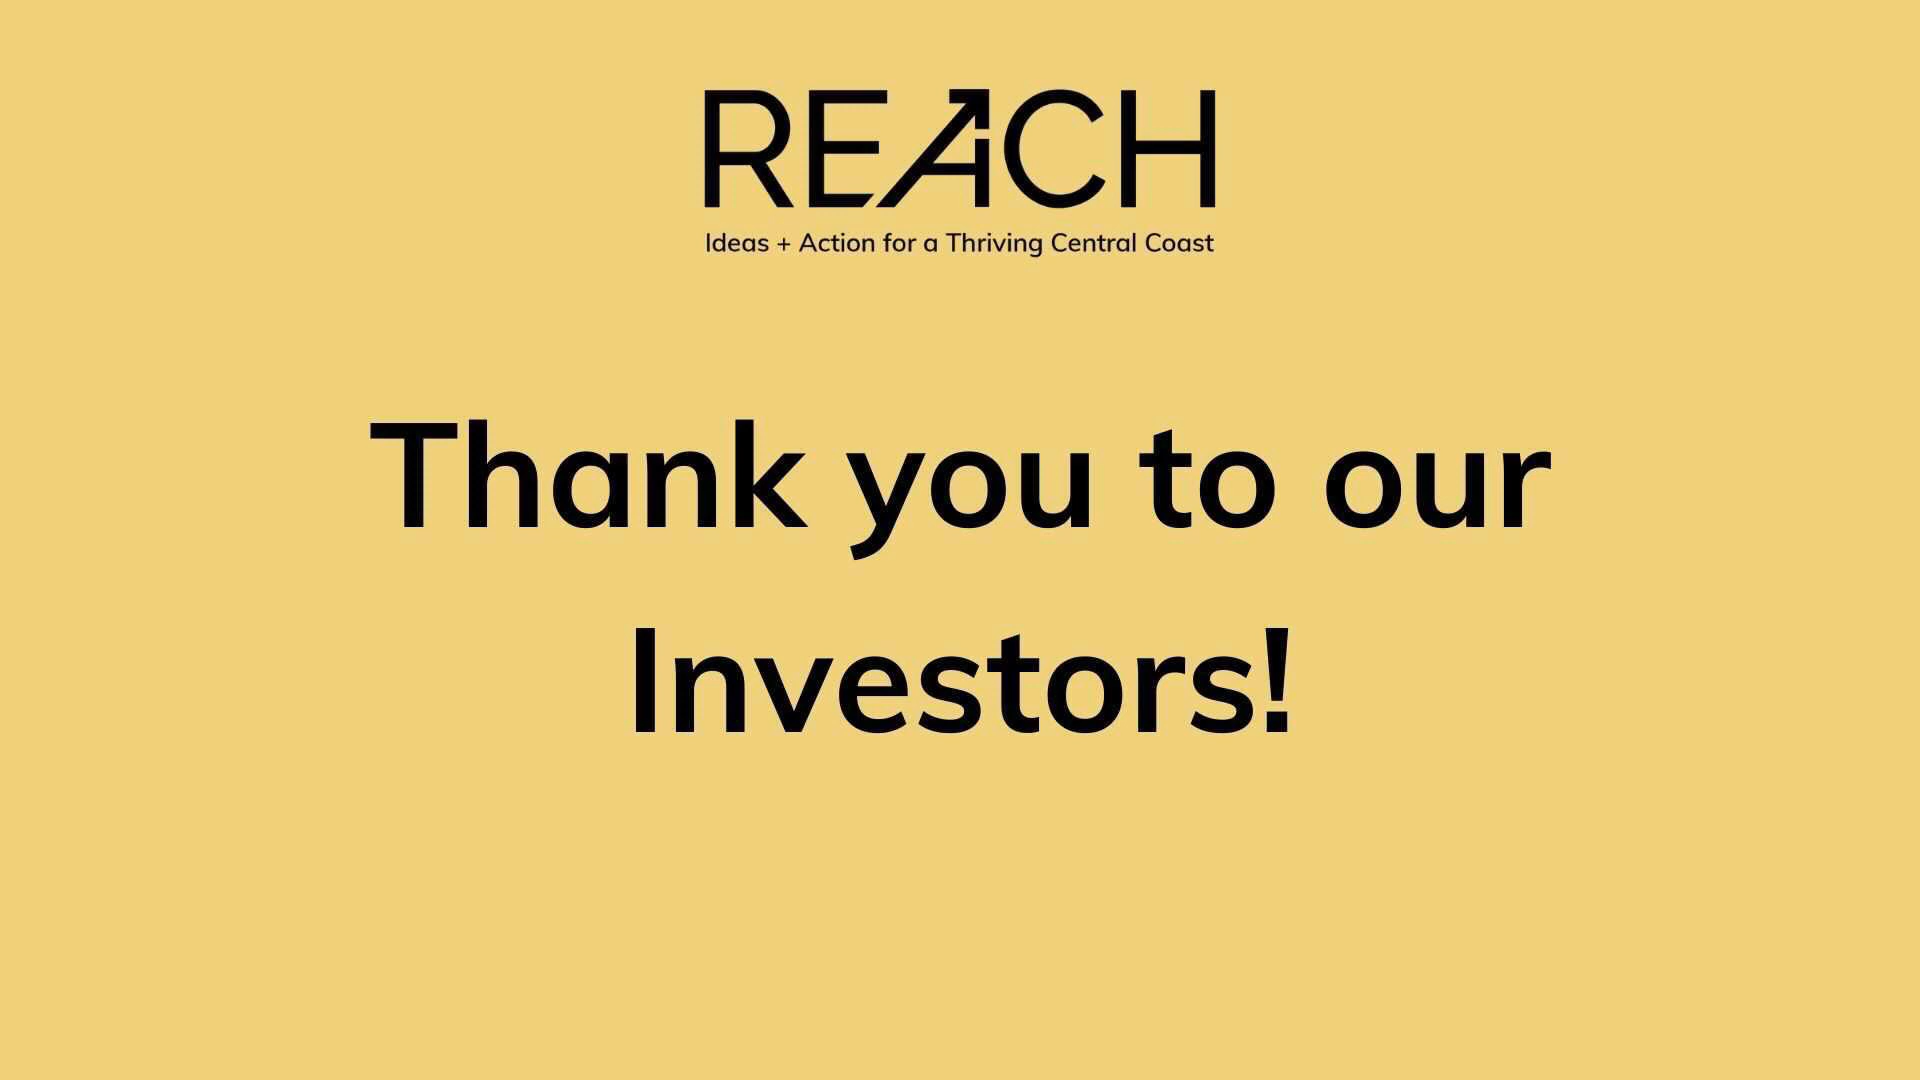 REACH
Ideas + Action for a Thriving Central Coast
Thank you to our
Investors!